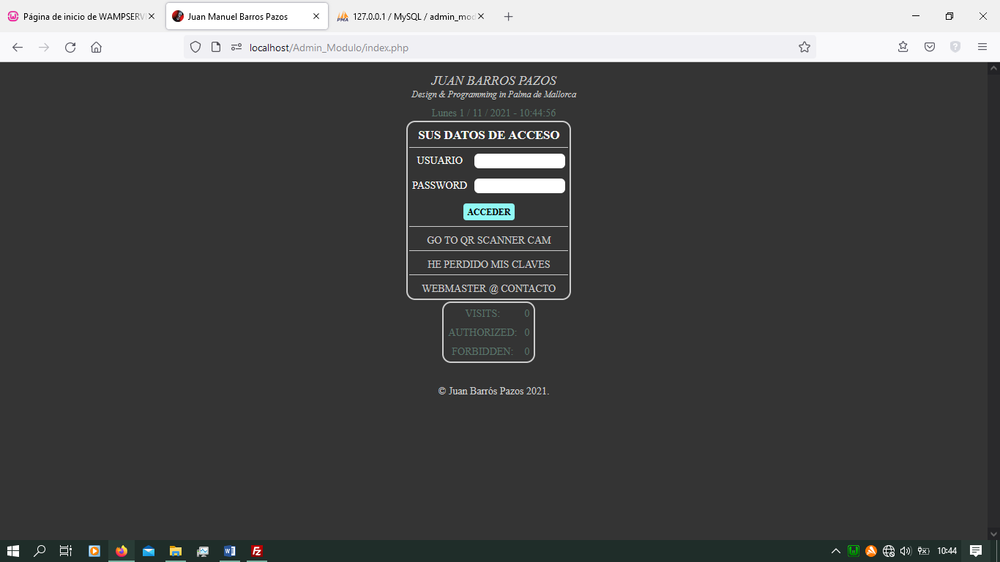 Página de inicio de WAMPSERV
Juan Manuel Barros Pazos
127.0.0.1 / MySQL / admin_mod
PMA
localhost/Admin_Modulo/index.php
JUAN BARROS PAZOS
Design & Programming in Palma de Mallorca
Lunes 1 / 11 / 2021 - 10:44:56
SUS DATOS DE ACCESO
USUARIO
PASSWORD
ACCEDER
GO TO QR SCANNER CAM
HE PERDIDO MIS CLAVES
WEBMASTER @ CONTACTO
VISITS: 0
AUTHORIZED: 0
FORBIDDEN: 0
© Juan Barrós Pazos 2021.
10:44